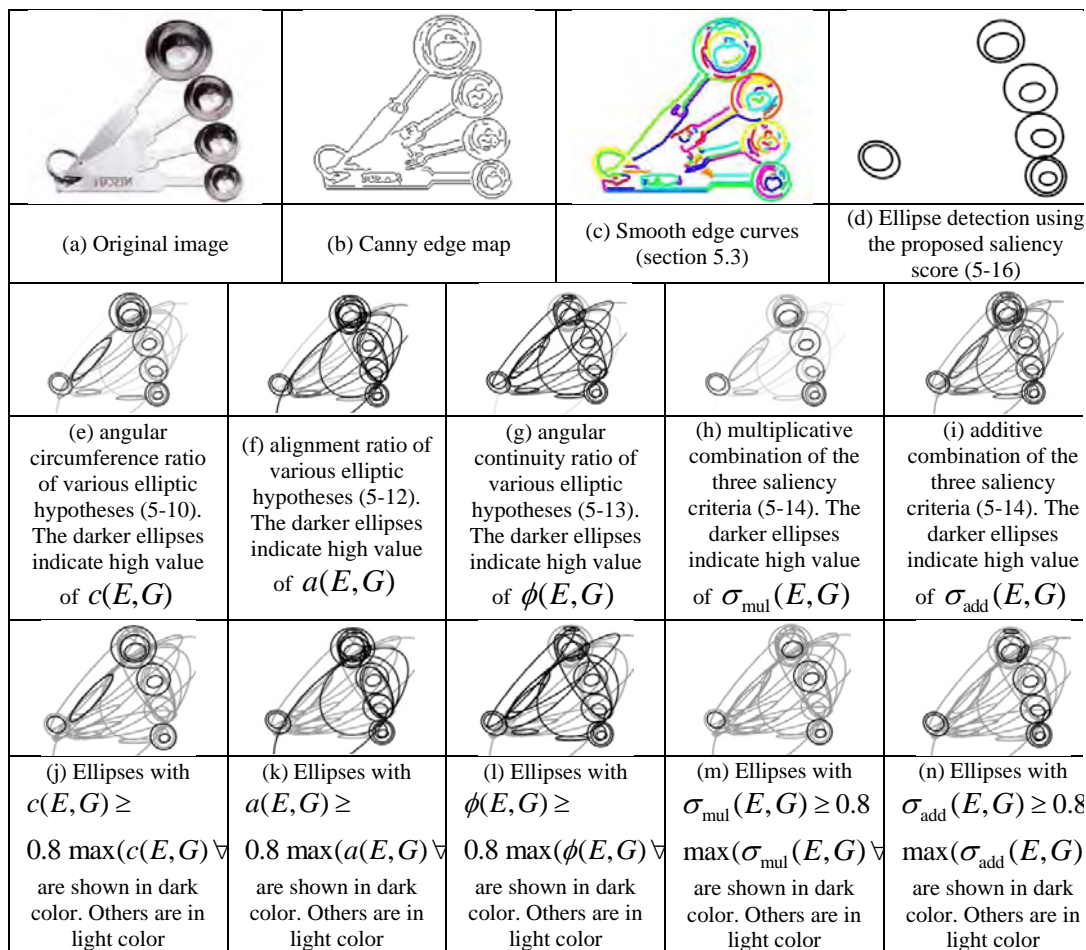 (a) Original image
(b) Canny edge map
(c) Smooth edge curves
(section 5.3)
(d) Ellipse detection using
the proposed saliency
score (5-16)
(e) angular
circumference ratio
of various elliptic
hypotheses (5-10).
The darker ellipses
indicate high value
of c(E,G)
(f) alignment ratio of
various elliptic
hypotheses (5-12).
The darker ellipses
indicate high value
of a(E,G)
(g) angular
continuity ratio of
various elliptic
hypotheses (5-13).
The darker ellipses
indicate high value
of ϕ(E,G)
(h) multiplicative
combination of the
three saliency
criteria (5-14). The
darker ellipses
indicate high value
of σmul(E,G)
(i) additive
combination of the
three saliency
criteria (5-14). The
darker ellipses
indicate high value
of σadd(E,G)
(j) Ellipses with
c(E,G) ≥
0.8 max(c(E,G) ∀
are shown in dark
color. Others are in
light color
(k) Ellipses with
a(E,G) ≥
0.8 max(a(E,G) ∀
are shown in dark
color. Others are in
light color
(l) Ellipses with
ϕ(E,G) ≥
0.8 max(ϕ(E,G) ∀
are shown in dark
color. Others are in
light color
(m) Ellipses with
σmul(E,G) ≥ 0.8
max(σmul(E,G) ∀
are shown in dark
color. Others are in
light color
(n) Ellipses with
σadd(E,G) ≥ 0.8
max(σadd(E,G)
are shown in dark
color. Others are in
light color